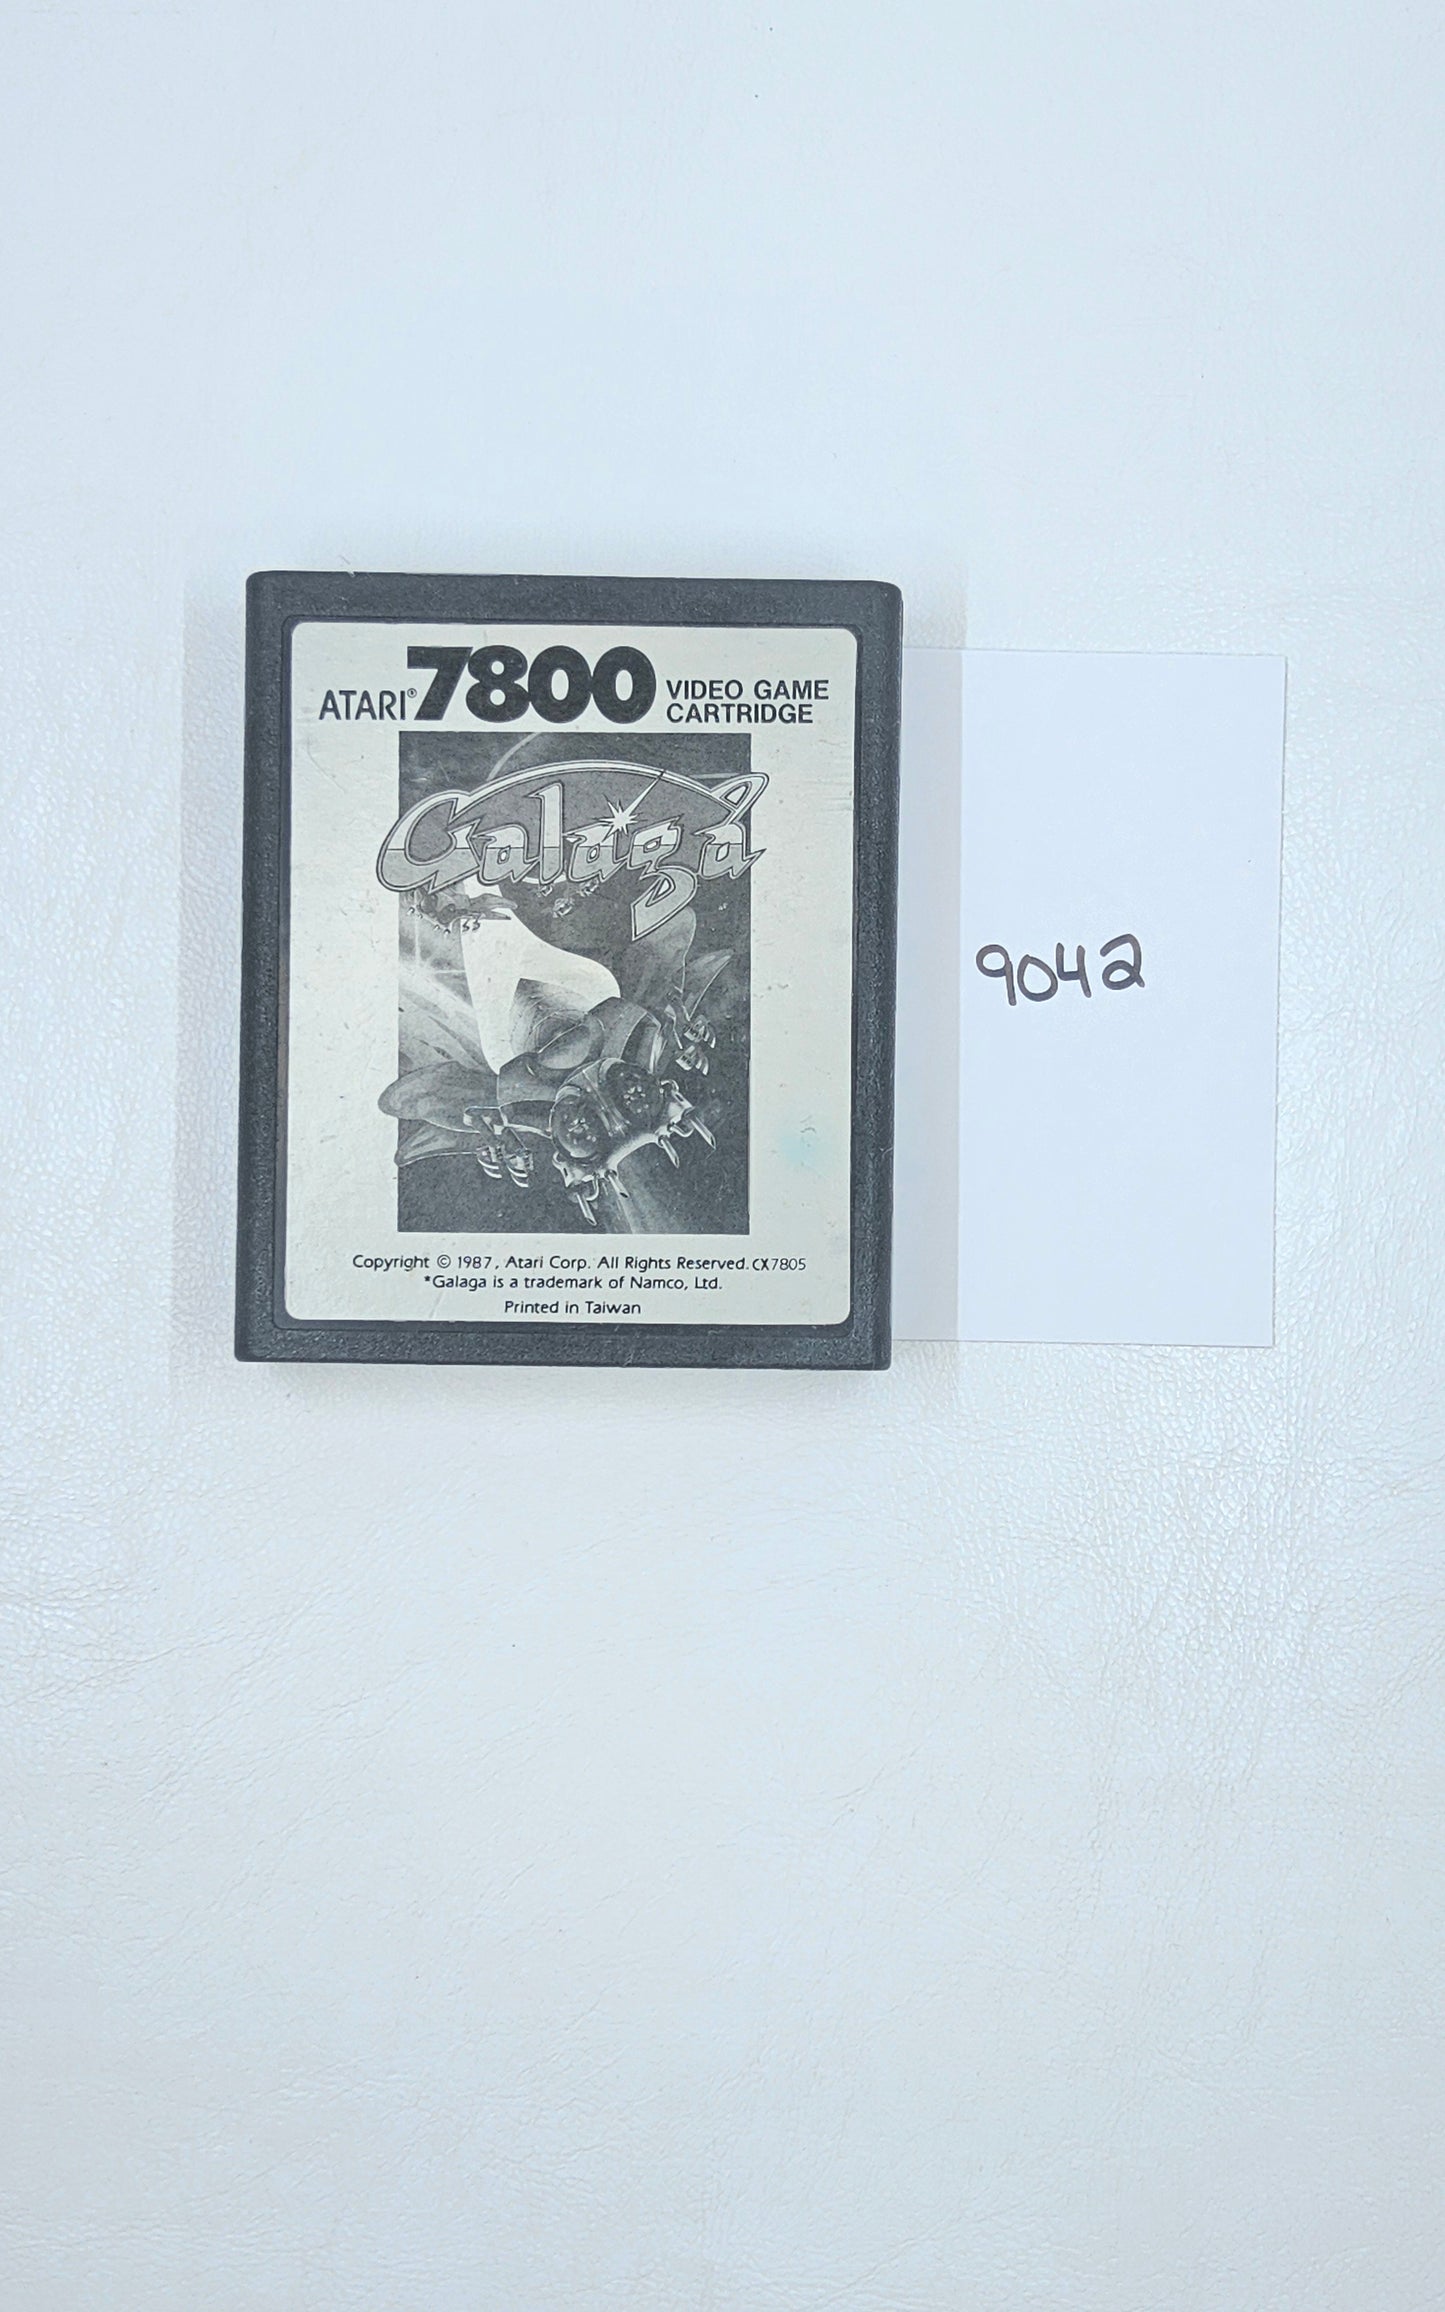 ATARI® 7800 VIDEO GAME
CARTRIDGE
Galaga
Copyright © 1987, Atari Corp. All Rights Reserved. CX7805
*Galaga is a trademark of Namco, Ltd.
Printed in Taiwan
9042